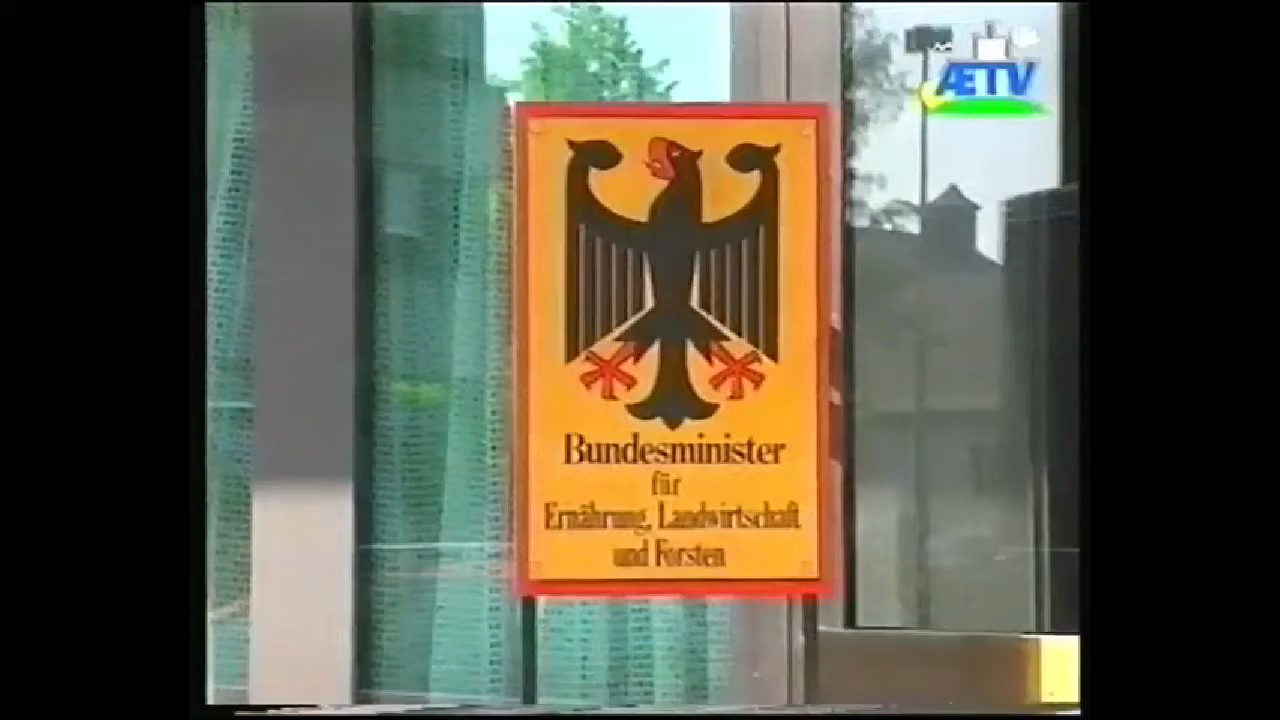 ÆTV
Bundesminister
für
Ernährung, Landwirtschaft
und Forsten